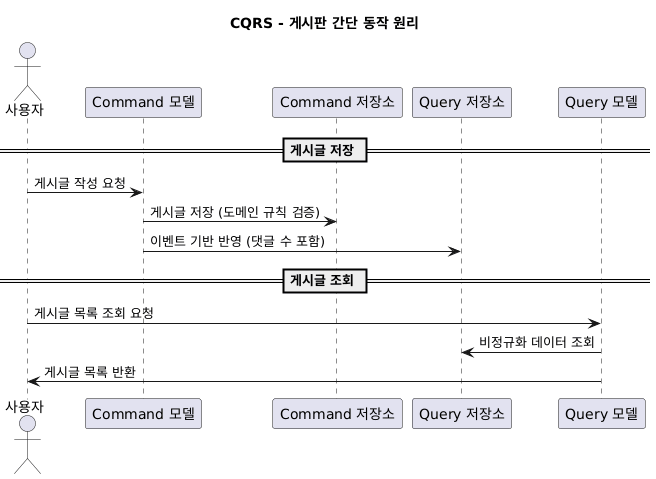 CQRS - 게시판 간단 동작 원리
사용자
Command 모델
Command 저장소
Query 저장소
Query 모델
게시글 저장
게시글 작성 요청
게시글 저장 (도메인 규칙 검증)
이벤트 기반 반영 (댓글 수 포함)
게시글 조회
게시글 목록 조회 요청
비정규화 데이터 조회
게시글 목록 반환
사용자
Command 모델
Command 저장소
Query 저장소
Query 모델